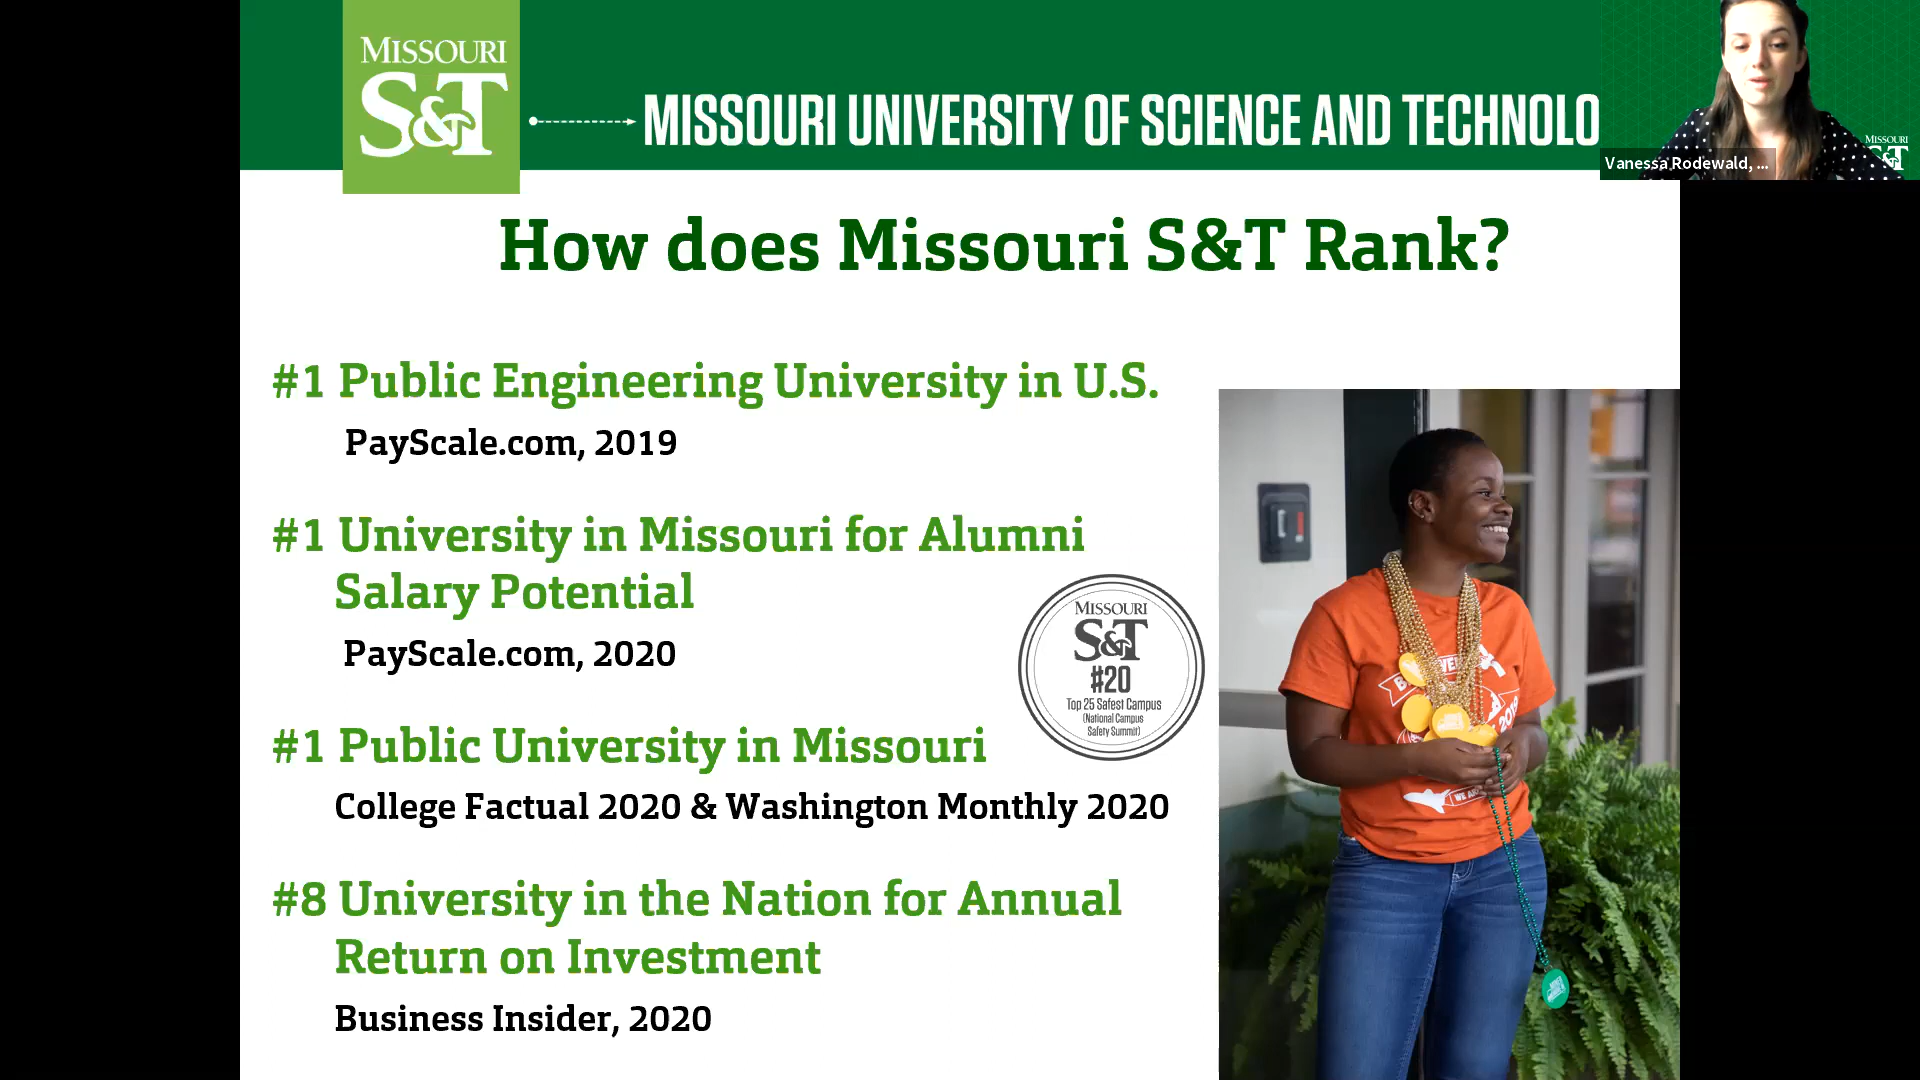 MISSOURI
S&T
MISSOURI UNIVERSITY OF SCIENCE AND TECHNOLO
Vanessa Rodewald, ...
MISSOURI
S&T
How does Missouri S&T Rank?
#1 Public Engineering University in U.S.
PayScale.com, 2019
#1 University in Missouri for Alumni
Salary Potential
PayScale.com, 2020
MISSOURI
S&T
#20
Top 25 Safest Campus
(National Campus
Safety Summit)
#1 Public University in Missouri
College Factual 2020 & Washington Monthly 2020
#8 University in the Nation for Annual
Return on Investment
Business Insider, 2020